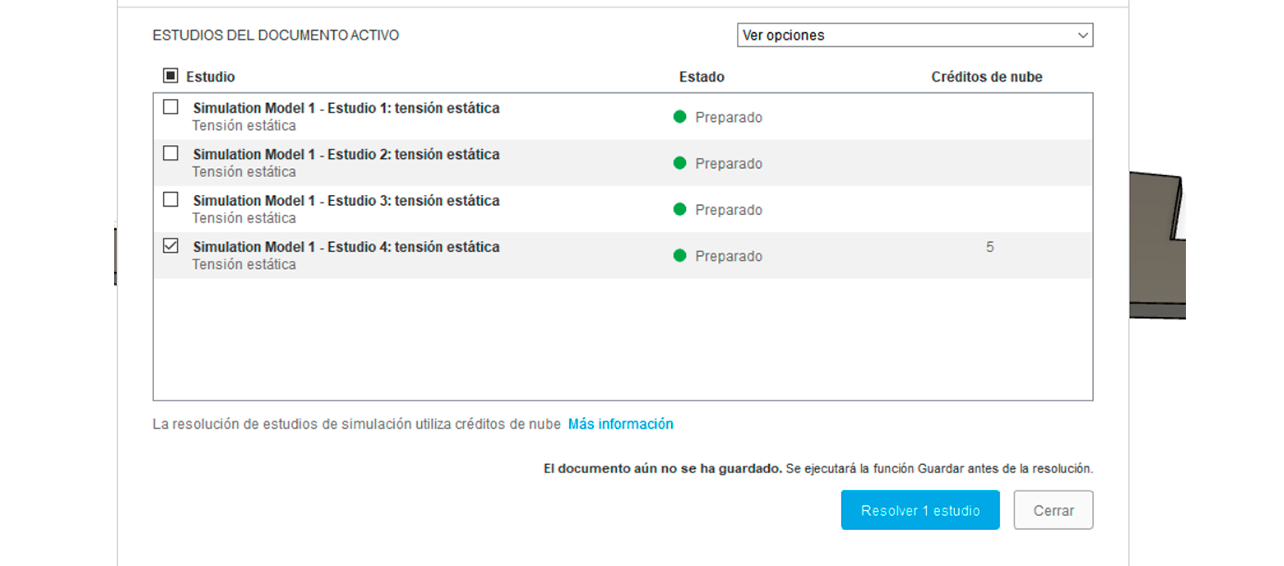 ESTUDIOS DEL DOCUMENTO ACTIVO
Ver opciones
Estudio Estado Créditos de nube
Simulation Model 1 - Estudio 1: tensión estática
Tensión estática
Preparado
Simulation Model 1 - Estudio 2: tensión estática
Tensión estática
Preparado
Simulation Model 1 - Estudio 3: tensión estática
Tensión estática
Preparado
Simulation Model 1 - Estudio 4: tensión estática
Tensión estática
Preparado
5
La resolución de estudios de simulación utiliza créditos de nube Más información
El documento aún no se ha guardado. Se ejecutará la función Guardar antes de la resolución.
Resolver 1 estudio
Cerrar